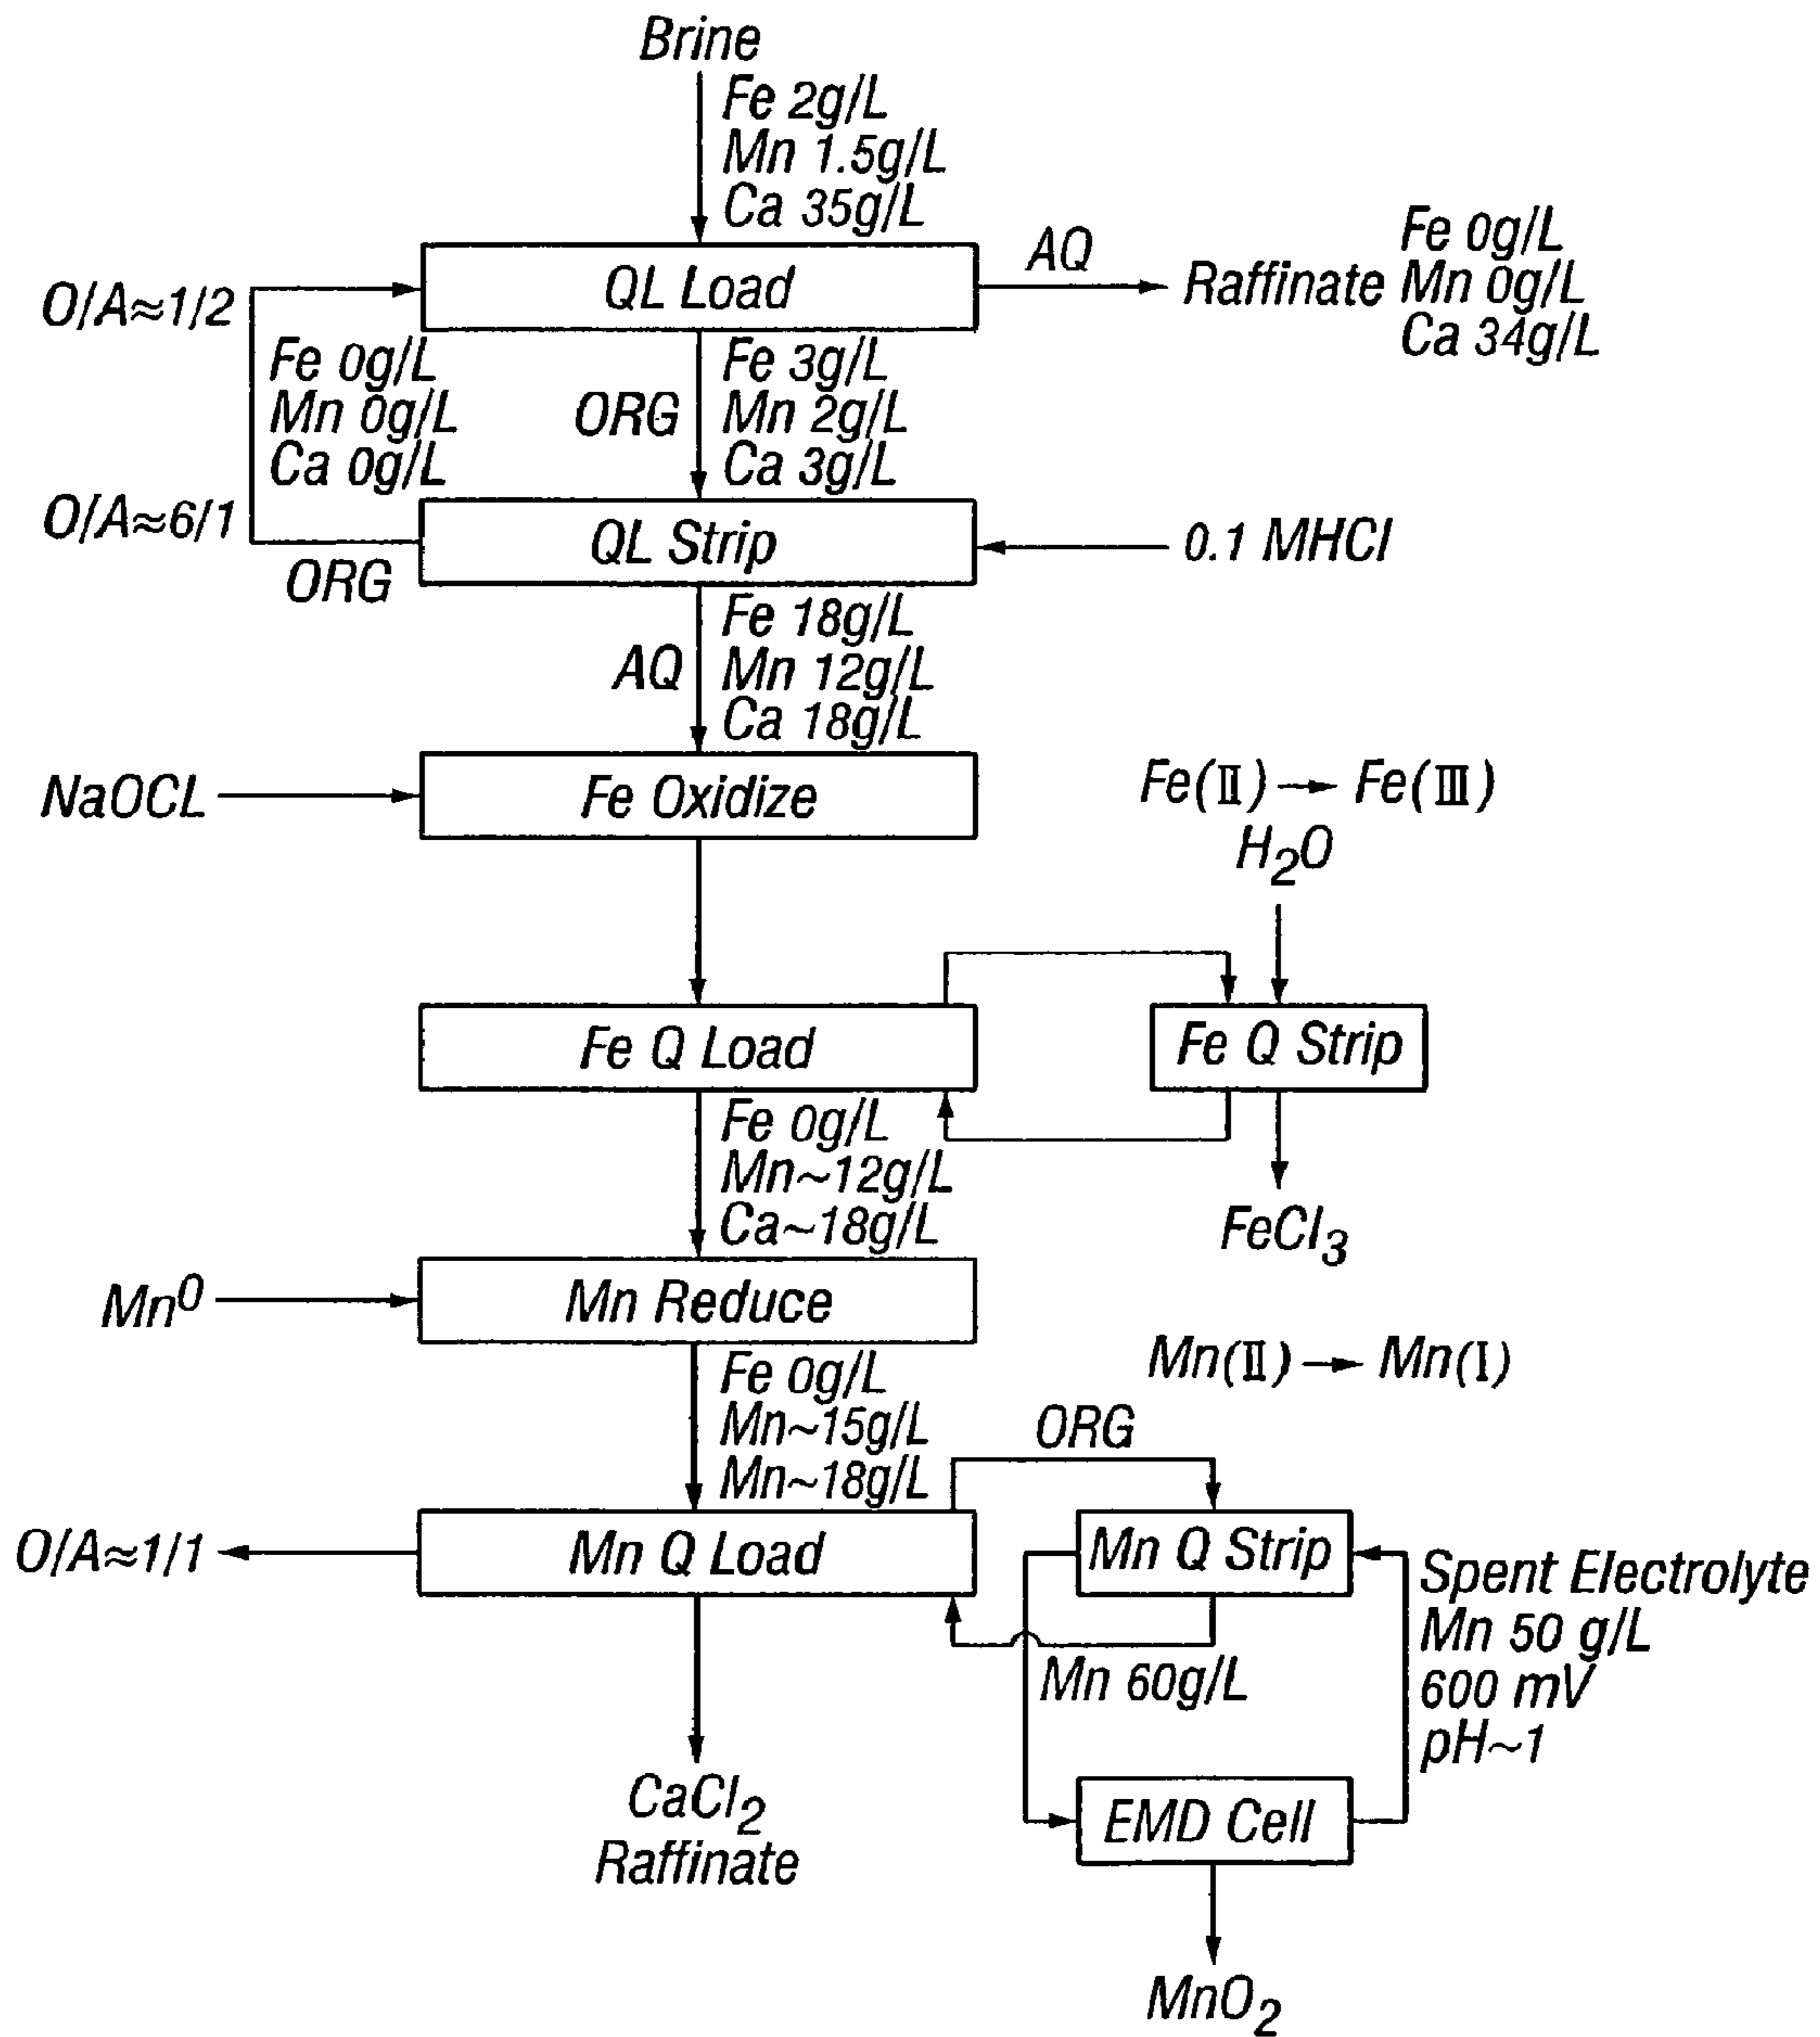 Brine
Fe 2g/L
Mn 1.5g/L
Ca 35g/L
QL Load
AQ
Raffinate
Fe 0g/L
Mn 0g/L
Ca 34g/L
O/A≈1/2
Fe 0g/L
Mn 0g/L
Ca 0g/L
ORG
Fe 3g/L
Mn 2g/L
Ca 3g/L
O/A≈6/1
ORG
QL Strip
0.1 MHCl
AQ
Fe 18g/L
Mn 12g/L
Ca 18g/L
NaOCL
Fe Oxidize
Fe(II) → Fe(III)
H2O
Fe Q Load
Fe Q Strip
Fe 0g/L
Mn~12g/L
Ca~18g/L
FeCl3
Mn0
Mn Reduce
Mn(II) → Mn(I)
Fe 0g/L
Mn~15g/L
Mn~18g/L
ORG
O/A≈1/1
Mn Q Load
Mn Q Strip
Spent Electrolyte
Mn 50 g/L
600 mV
pH~1
Mn 60g/L
CaCl2
Raffinate
EMD Cell
MnO2